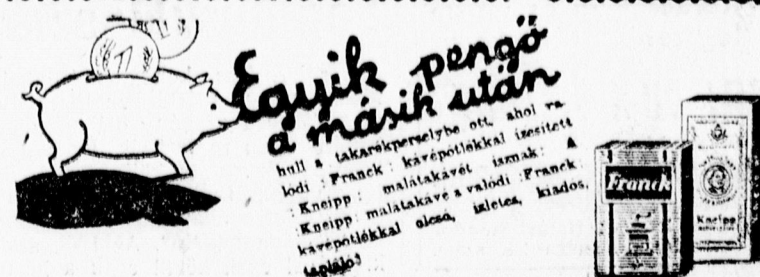 Egyik pengő
a másik után
hull a takarékperselybe ott, ahol va-
lódi :Franck: kávépótlékkal ízesített
:Kneipp: malátakávét isznak! A
:Kneipp: malátakávé a valódi :Franck:
kávépótlékkal olcsó, ízletes, kiadós,
tápláló!
1
Franck
Kneipp